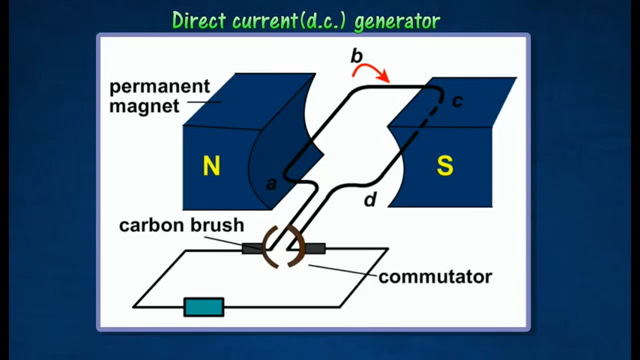 Direct current(d.c.) generator
b
permanent
magnet
c
N
S
a
d
carbon brush
commutator